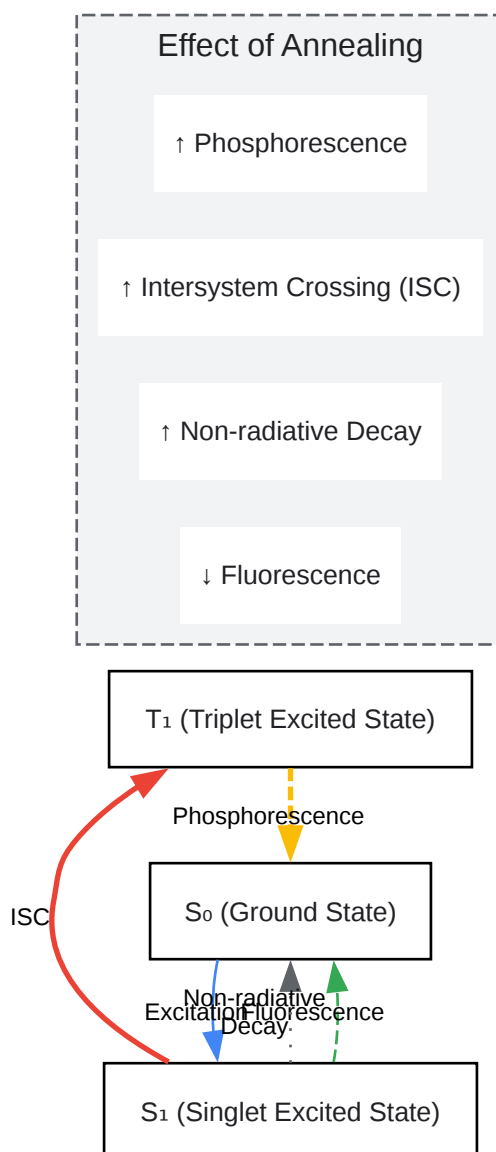 Effect of Annealing
↑ Phosphorescence
↑ Intersystem Crossing (ISC)
↑ Non-radiative Decay
↓ Fluorescence
T₁ (Triplet Excited State)
Phosphorescence
S₀ (Ground State)
ISC
Non-radiative
Decay
Excitation
Fluorescence
S₁ (Singlet Excited State)